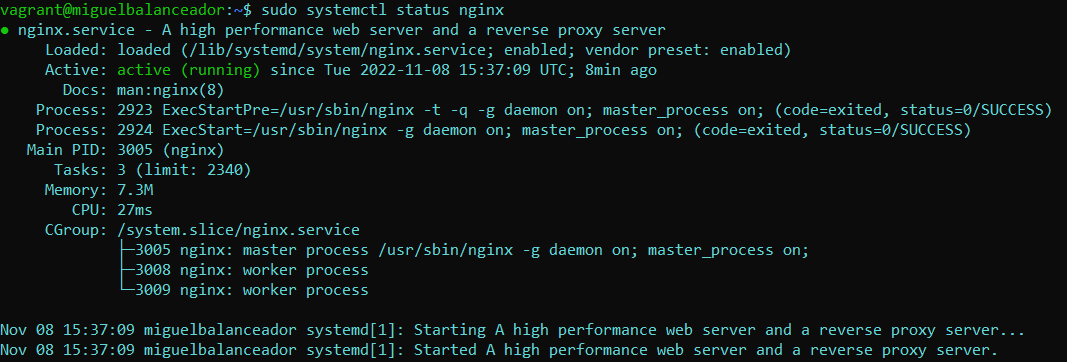 vagrant@miguelbalanceador:~$ sudo systemctl status nginx
● nginx.service - A high performance web server and a reverse proxy server
     Loaded: loaded (/lib/systemd/system/nginx.service; enabled; vendor preset: enabled)
     Active: active (running) since Tue 2022-11-08 15:37:09 UTC; 8min ago
       Docs: man:nginx(8)
    Process: 2923 ExecStartPre=/usr/sbin/nginx -t -q -g daemon on; master_process on; (code=exited, status=0/SUCCESS)
    Process: 2924 ExecStart=/usr/sbin/nginx -g daemon on; master_process on; (code=exited, status=0/SUCCESS)
   Main PID: 3005 (nginx)
      Tasks: 3 (limit: 2340)
     Memory: 7.3M
        CPU: 27ms
     CGroup: /system.slice/nginx.service
             ├─3005 nginx: master process /usr/sbin/nginx -g daemon on; master_process on;
             ├─3008 nginx: worker process
             └─3009 nginx: worker process

Nov 08 15:37:09 miguelbalanceador systemd[1]: Starting A high performance web server and a reverse proxy server...
Nov 08 15:37:09 miguelbalanceador systemd[1]: Started A high performance web server and a reverse proxy server.